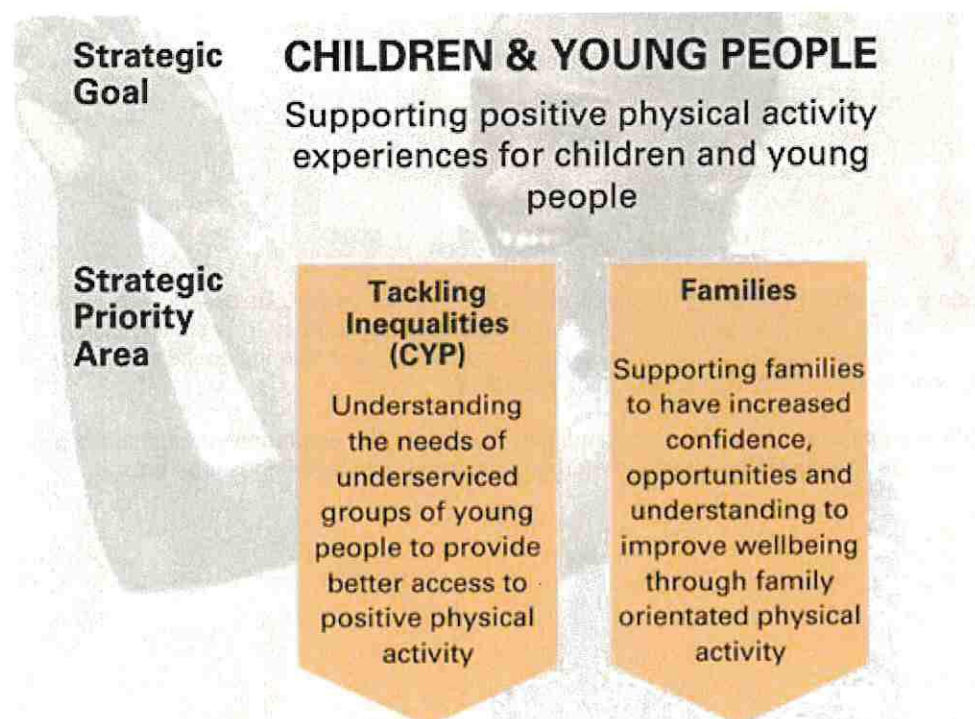 Strategic
Goal
CHILDREN & YOUNG PEOPLE
Supporting positive physical activity
experiences for children and young
people
Strategic
Priority
Area
Tackling
Inequalities
(CYP)
Understanding
the needs of
underserviced
groups of young
people to provide
better access to
positive physical
activity
Families
Supporting families
to have increased
confidence,
opportunities and
understanding to
improve wellbeing
through family
orientated physical
activity